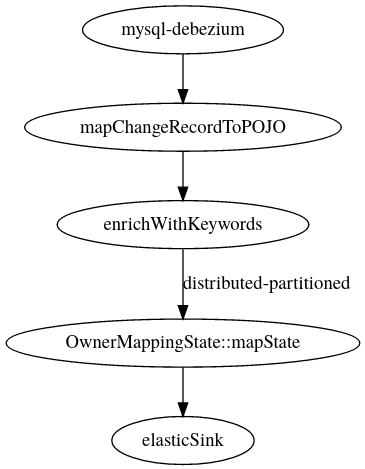 mysql-debezium
mapChangeRecordToPOJO
enrichWithKeywords
distributed-partitioned
OwnerMappingState::mapState
elasticSink